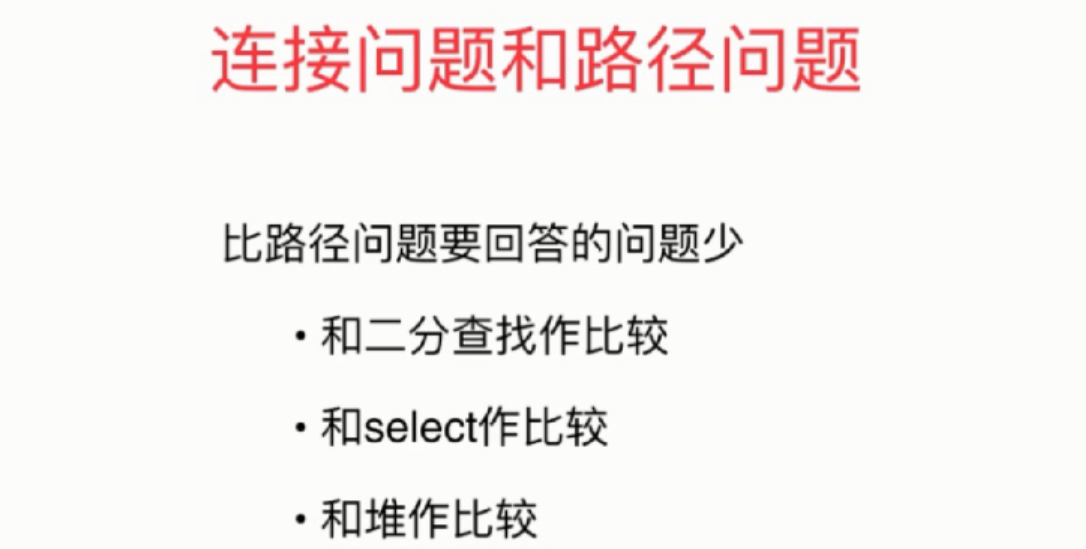 连接问题和路径问题
比路径问题要回答的问题少
• 和二分查找作比较
• 和select作比较
• 和堆作比较